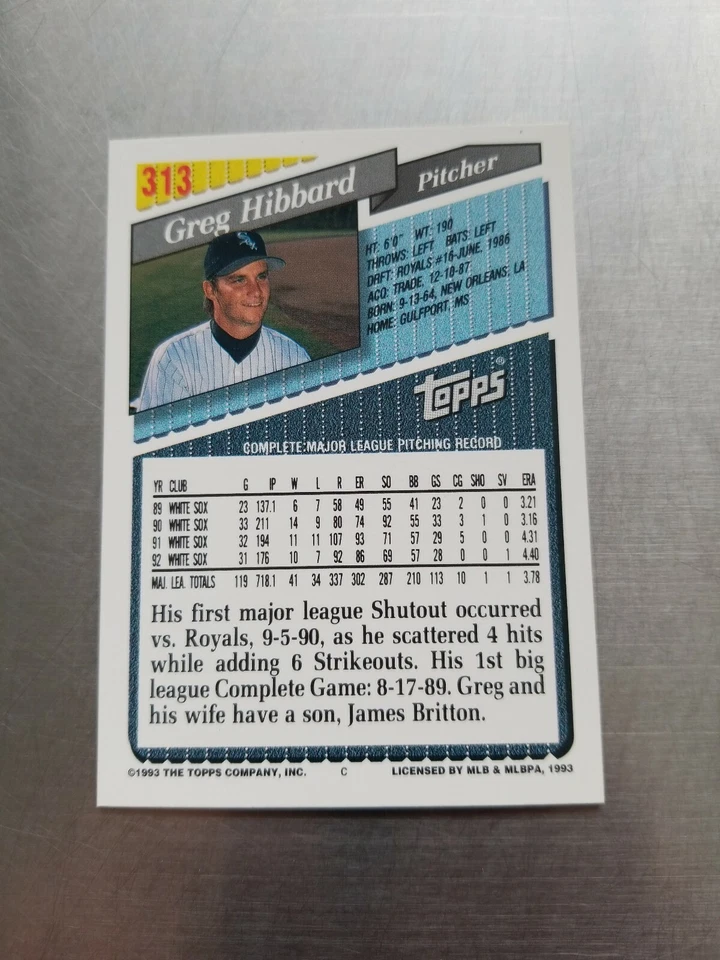 313
Greg Hibbard
Pitcher
HT: 6'0" WT: 190
THROWS: LEFT BATS: LEFT
DRFT: ROYALS #16-JUNE, 1986
ACQ: TRADE, 12-10-87
BORN: 9-13-64, NEW ORLEANS, LA
HOME: GULFPORT, MS
Topps®
COMPLETE MAJOR LEAGUE PITCHING RECORD
YR CLUB G IP W L R ER SO BB GS CG SHO SV ERA
89 WHITE SOX 23 137.1 6 7 58 49 55 41 23 2 0 0 3.21
90 WHITE SOX 33 211 14 9 80 74 92 55 33 3 1 0 3.16
91 WHITE SOX 32 194 11 11 107 93 71 57 29 5 0 0 4.31
92 WHITE SOX 31 176 10 7 92 86 69 57 28 0 0 1 4.40
MAJ. LEA. TOTALS 119 718.1 41 34 337 302 287 210 113 10 1 1 3.78
His first major league Shutout occurred
vs. Royals, 9-5-90, as he scattered 4 hits
while adding 6 Strikeouts. His 1st big
league Complete Game: 8-17-89. Greg and
his wife have a son, James Britton.
©1993 THE TOPPS COMPANY, INC. C LICENSED BY MLB & MLBPA, 1993